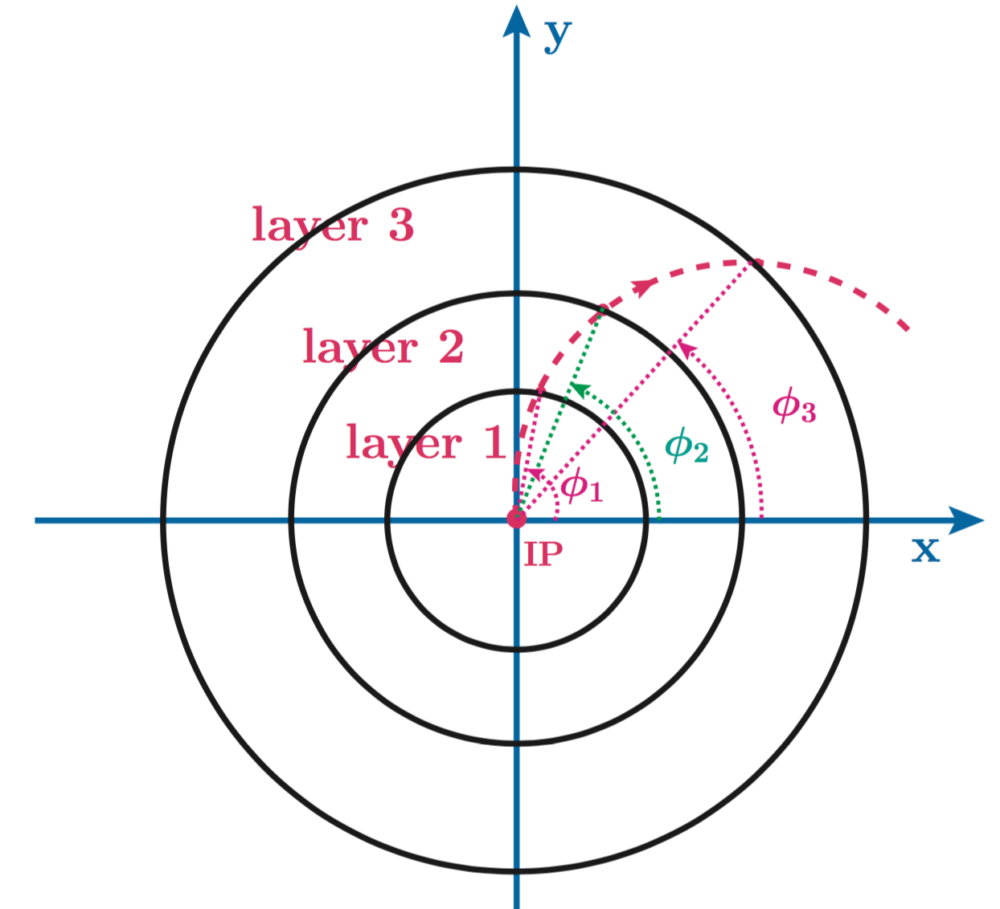 y
layer 3
layer 2
ϕ₃
layer 1
ϕ₂
ϕ₁
IP
x